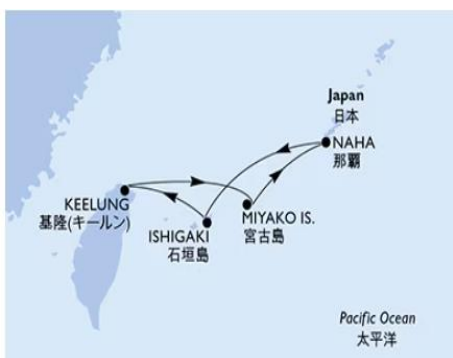 Japan
日本
NAHA
那覇
KEELUNG
基隆(キールン)
MIYAKO IS.
宮古島
ISHIGAKI
石垣島
Pacific Ocean
太平洋